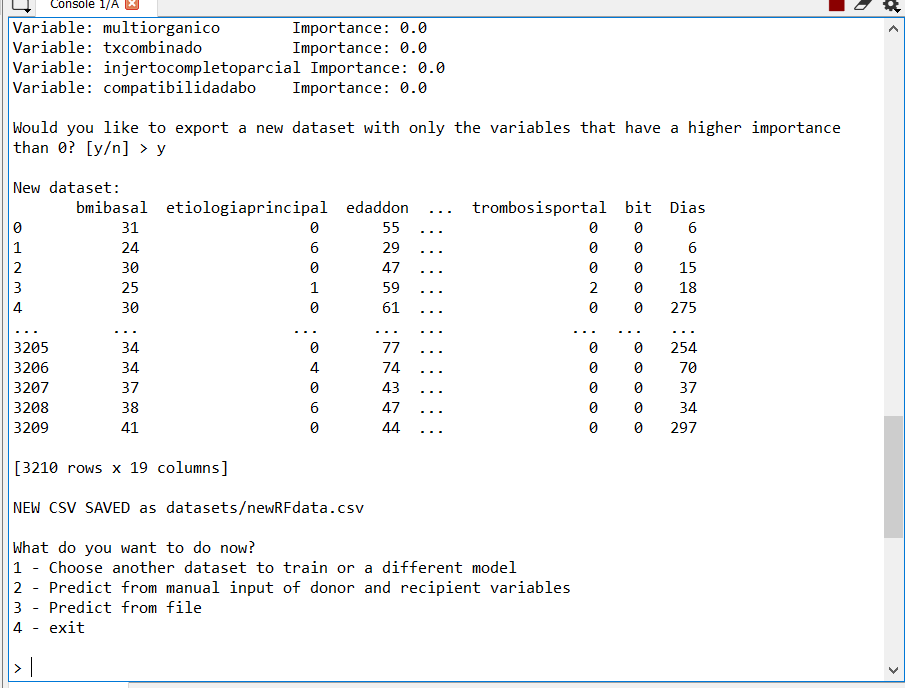 Console 1/A
Variable: multiorganico        Importance: 0.0
Variable: txcombinado          Importance: 0.0
Variable: injertocompletoparcial Importance: 0.0
Variable: compatibilidadabo    Importance: 0.0
Would you like to export a new dataset with only the variables that have a higher importance
than 0? [y/n] > y
New dataset:
       bmibasal  etiologiaprincipal  edaddon  ...  trombosisportal  bit  Dias
0           31                   0       55  ...                0    0     6
1           24                   6       29  ...                0    0     6
2           30                   0       47  ...                0    0    15
3           25                   1       59  ...                2    0    18
4           30                   0       61  ...                0    0   275
...        ...                 ...      ...  ...              ...  ...   ...
3205        34                   0       77  ...                0    0   254
3206        34                   4       74  ...                0    0    70
3207        37                   0       43  ...                0    0    37
3208        38                   6       47  ...                0    0    34
3209        41                   0       44  ...                0    0   297
[3210 rows x 19 columns]
NEW CSV SAVED as datasets/newRFdata.csv
What do you want to do now?
1 - Choose another dataset to train or a different model
2 - Predict from manual input of donor and recipient variables
3 - Predict from file
4 - exit
>